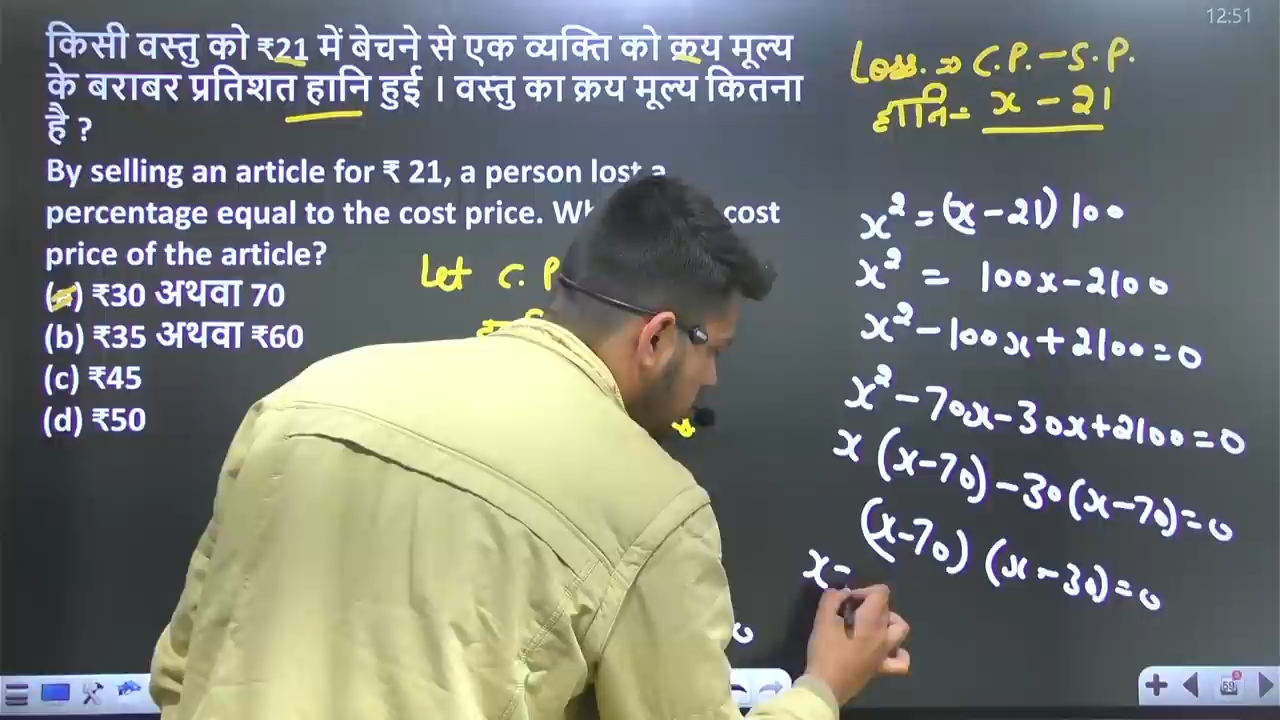 12:51
किसी वस्तु को ₹21 में बेचने से एक व्यक्ति को क्रय मूल्य
के बराबर प्रतिशत हानि हुई । वस्तु का क्रय मूल्य कितना
है ?
By selling an article for ₹ 21, a person lost a
percentage equal to the cost price. Wh cost
price of the article?
(a) ₹30 अथवा 70
(b) ₹35 अथवा ₹60
(c) ₹45
(d) ₹50
Let C. P
Loss ⇒ C.P. - S.P.
हानि = x - 21
x² = (x - 21) 100
x² = 100x - 2100
x² - 100x + 2100 = 0
x² - 70x - 30x + 2100 = 0
x (x - 70) - 30 (x - 70) = 0
(x - 70) (x - 30) = 0
x =